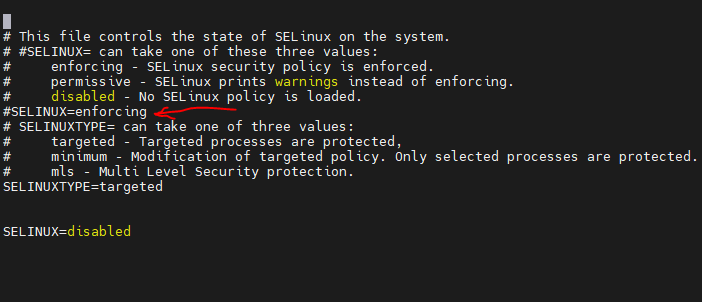 # This file controls the state of SELinux on the system.
# #SELINUX= can take one of these three values:
#     enforcing - SELinux security policy is enforced.
#     permissive - SELinux prints warnings instead of enforcing.
#     disabled - No SELinux policy is loaded.
#SELINUX=enforcing
# SELINUXTYPE= can take one of three values:
#     targeted - Targeted processes are protected,
#     minimum - Modification of targeted policy. Only selected processes are protected.
#     mls - Multi Level Security protection.
SELINUXTYPE=targeted
SELINUX=disabled